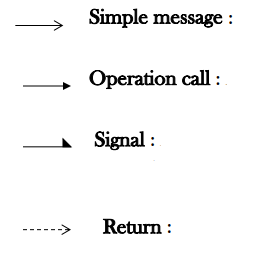 Simple message :
Operation call :
Signal :
Return :